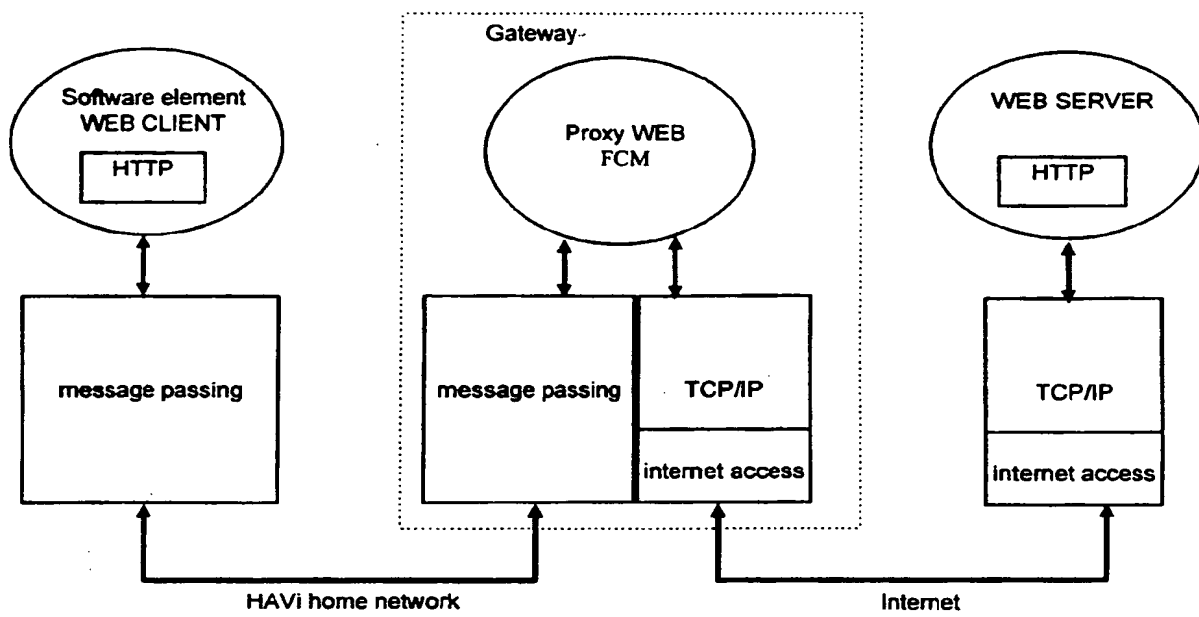 Gateway
Software element
WEB CLIENT
HTTP
Proxy WEB
FCM
WEB SERVER
HTTP
message passing
message passing
TCP/IP
internet access
TCP/IP
internet access
HAVi home network
Internet